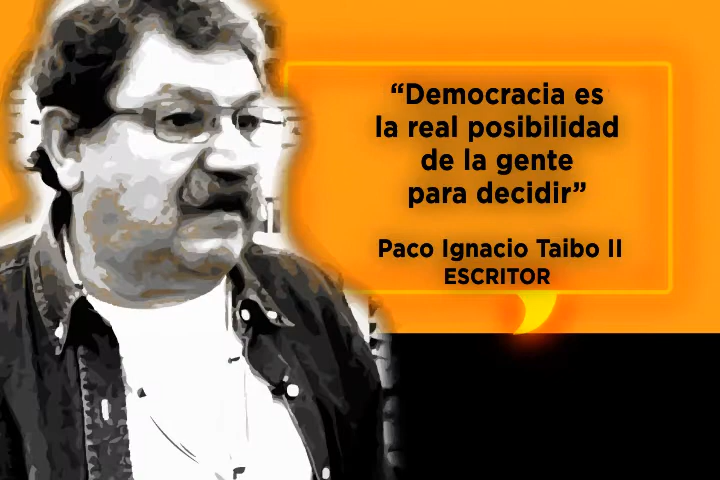 “Democracia es
la real posibilidad
de la gente
para decidir”
Paco Ignacio Taibo II
ESCRITOR